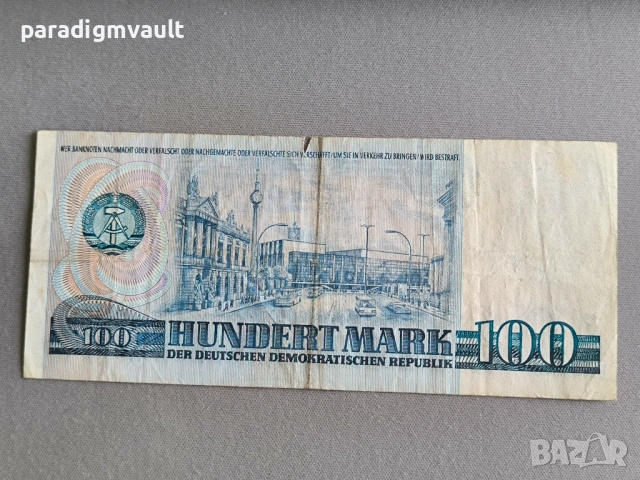 paradigmvault
WER BANKNOTEN NACHMACHT ODER VERFÄLSCHT ODER NACHGEMACHTE ODER VERFÄLSCHTE SICH VERSCHAFFT, UM SIE IN VERKEHR ZU BRINGEN, WIRD BESTRAFT.
100 HUNDERT MARK 100
DER DEUTSCHEN DEMOKRATISCHEN REPUBLIK
BAZAR
bg